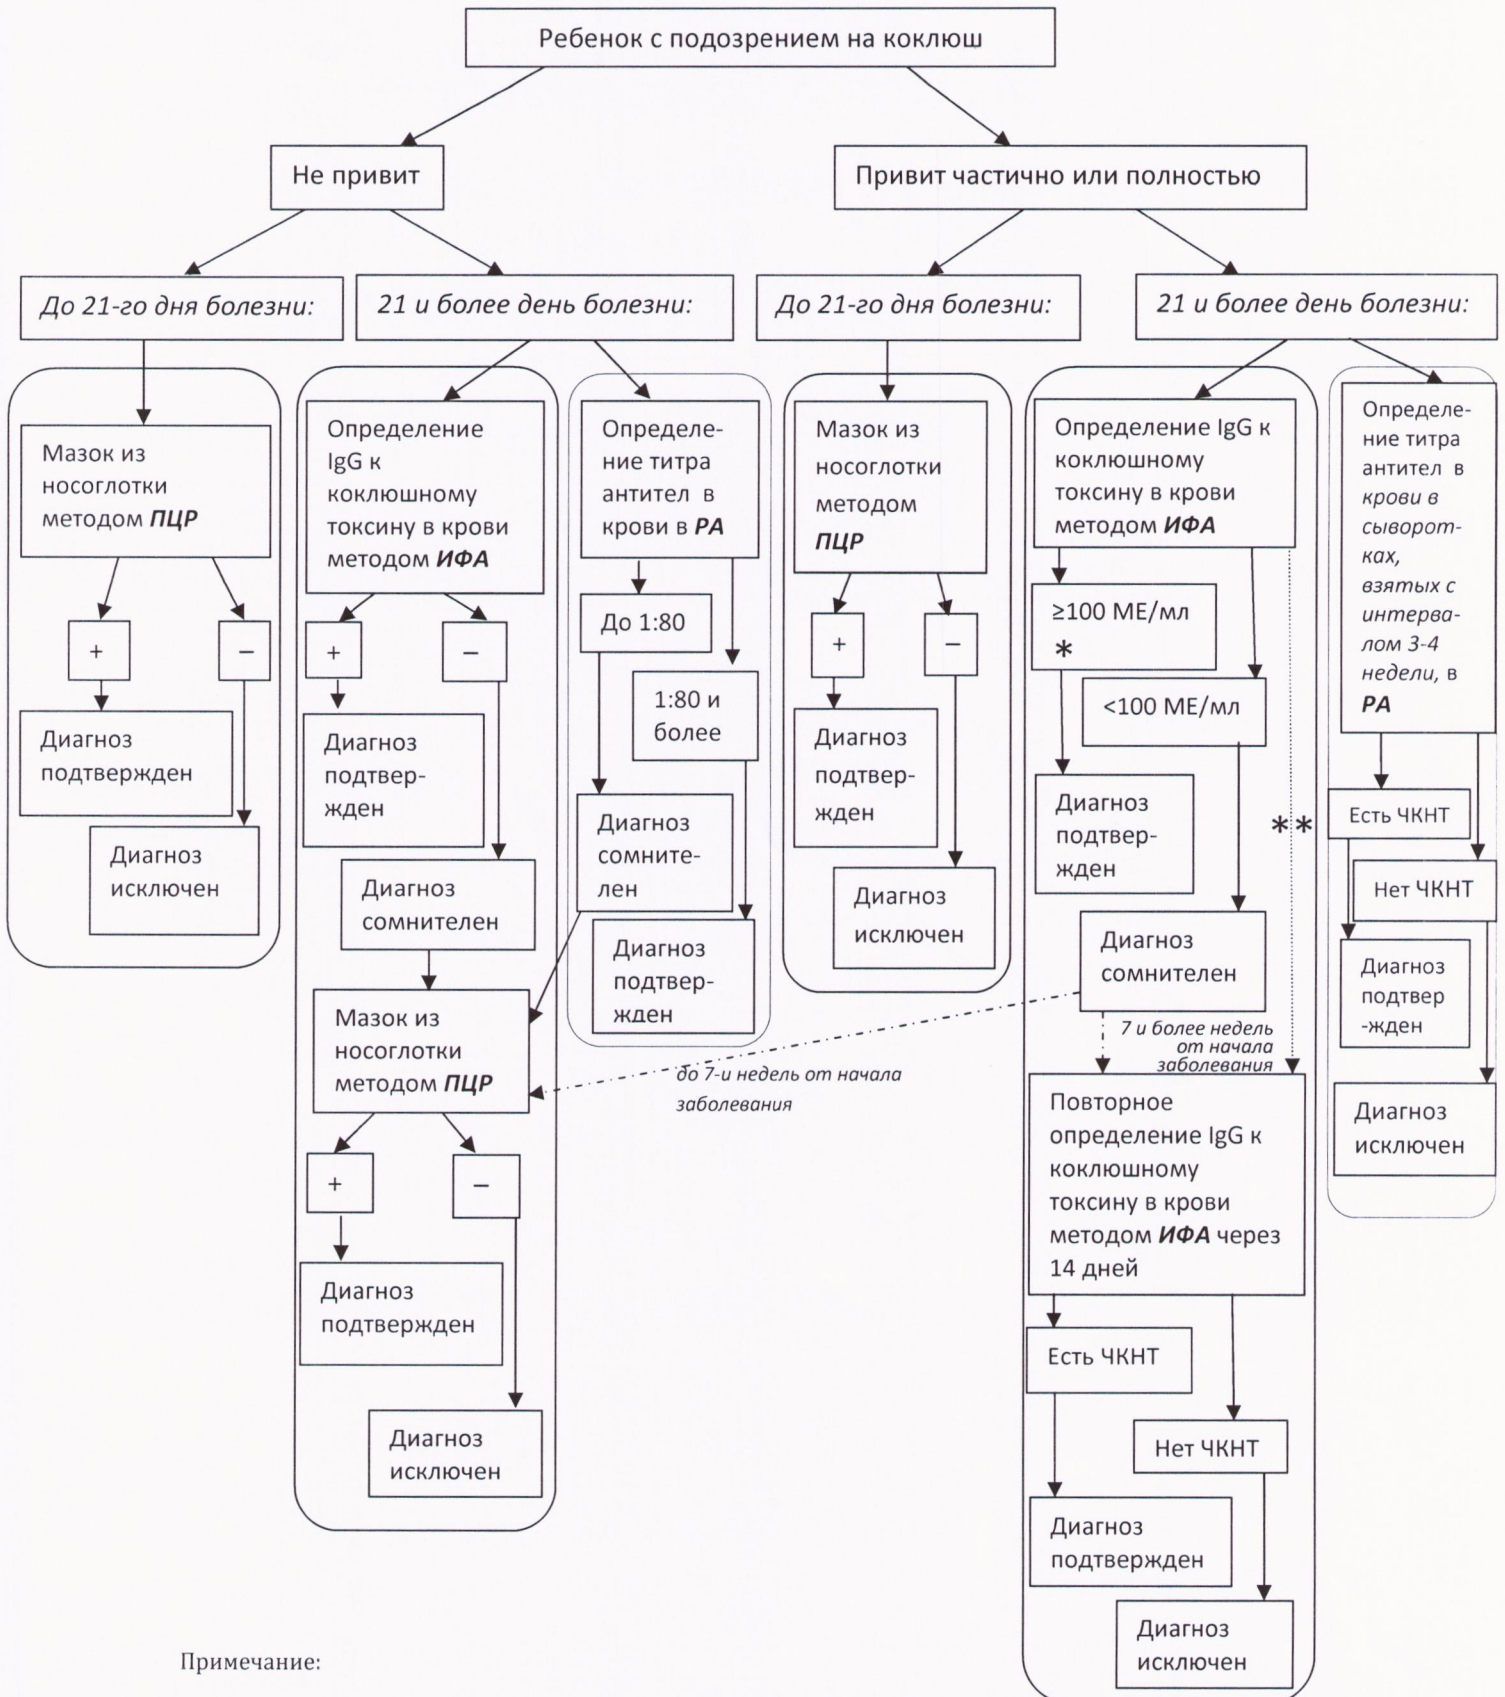 Ребенок с подозрением на коклюш
Не привит
Привит частично или полностью
До 21-го дня болезни:
21 и более день болезни:
До 21-го дня болезни:
21 и более день болезни:
Мазок из
носоглотки
методом ПЦР
+
–
Диагноз
подтвержден
Диагноз
исключен
Определение
IgG к
коклюшному
токсину в крови
методом ИФА
+
–
Диагноз
подтвер-
жден
Диагноз
сомнителен
Мазок из
носоглотки
методом ПЦР
+
–
Диагноз
подтвержден
Диагноз
исключен
Определе-
ние титра
антител в
крови в РА
До 1:80
1:80 и
более
Диагноз
сомните-
лен
Диагноз
подтвер-
жден
Мазок из
носоглотки
методом
ПЦР
+
–
Диагноз
подтвер-
жден
Диагноз
исключен
Определение IgG к
коклюшному
токсину в крови
методом ИФА
≥100 МЕ/мл
*
<100 МЕ/мл
Диагноз
подтвер-
жден
**
Диагноз
сомнителен
7 и более недель
от начала
заболевания
до 7-и недель от начала
заболевания
Повторное
определение IgG к
коклюшному
токсину в крови
методом ИФА через
14 дней
Есть ЧКНТ
Нет ЧКНТ
Диагноз
подтвержден
Диагноз
исключен
Определе-
ние титра
антител в
крови в
сыворот-
ках,
взятых с
интерва-
лом 3-4
недели, в
РА
Есть ЧКНТ
Нет ЧКНТ
Диагноз
подтвер
-жден
Диагноз
исключен
Примечание: